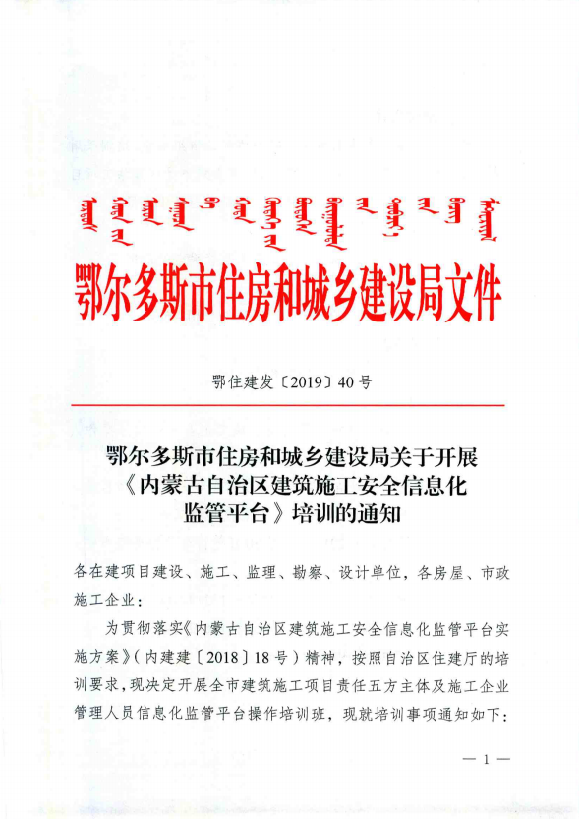 鄂尔多斯市住房和城乡建设局文件
鄂住建发〔2019〕40号
鄂尔多斯市住房和城乡建设局关于开展
《内蒙古自治区建筑施工安全信息化
监管平台》培训的通知
各在建项目建设、施工、监理、勘察、设计单位，各房屋、市政
施工企业：
为贯彻落实《内蒙古自治区建筑施工安全信息化监管平台实
施方案》（内建建〔2018〕18号）精神，按照自治区住建厅的培
训要求，现决定开展全市建筑施工项目责任五方主体及施工企业
管理人员信息化监管平台操作培训班，现就培训事项通知如下：
— 1 —